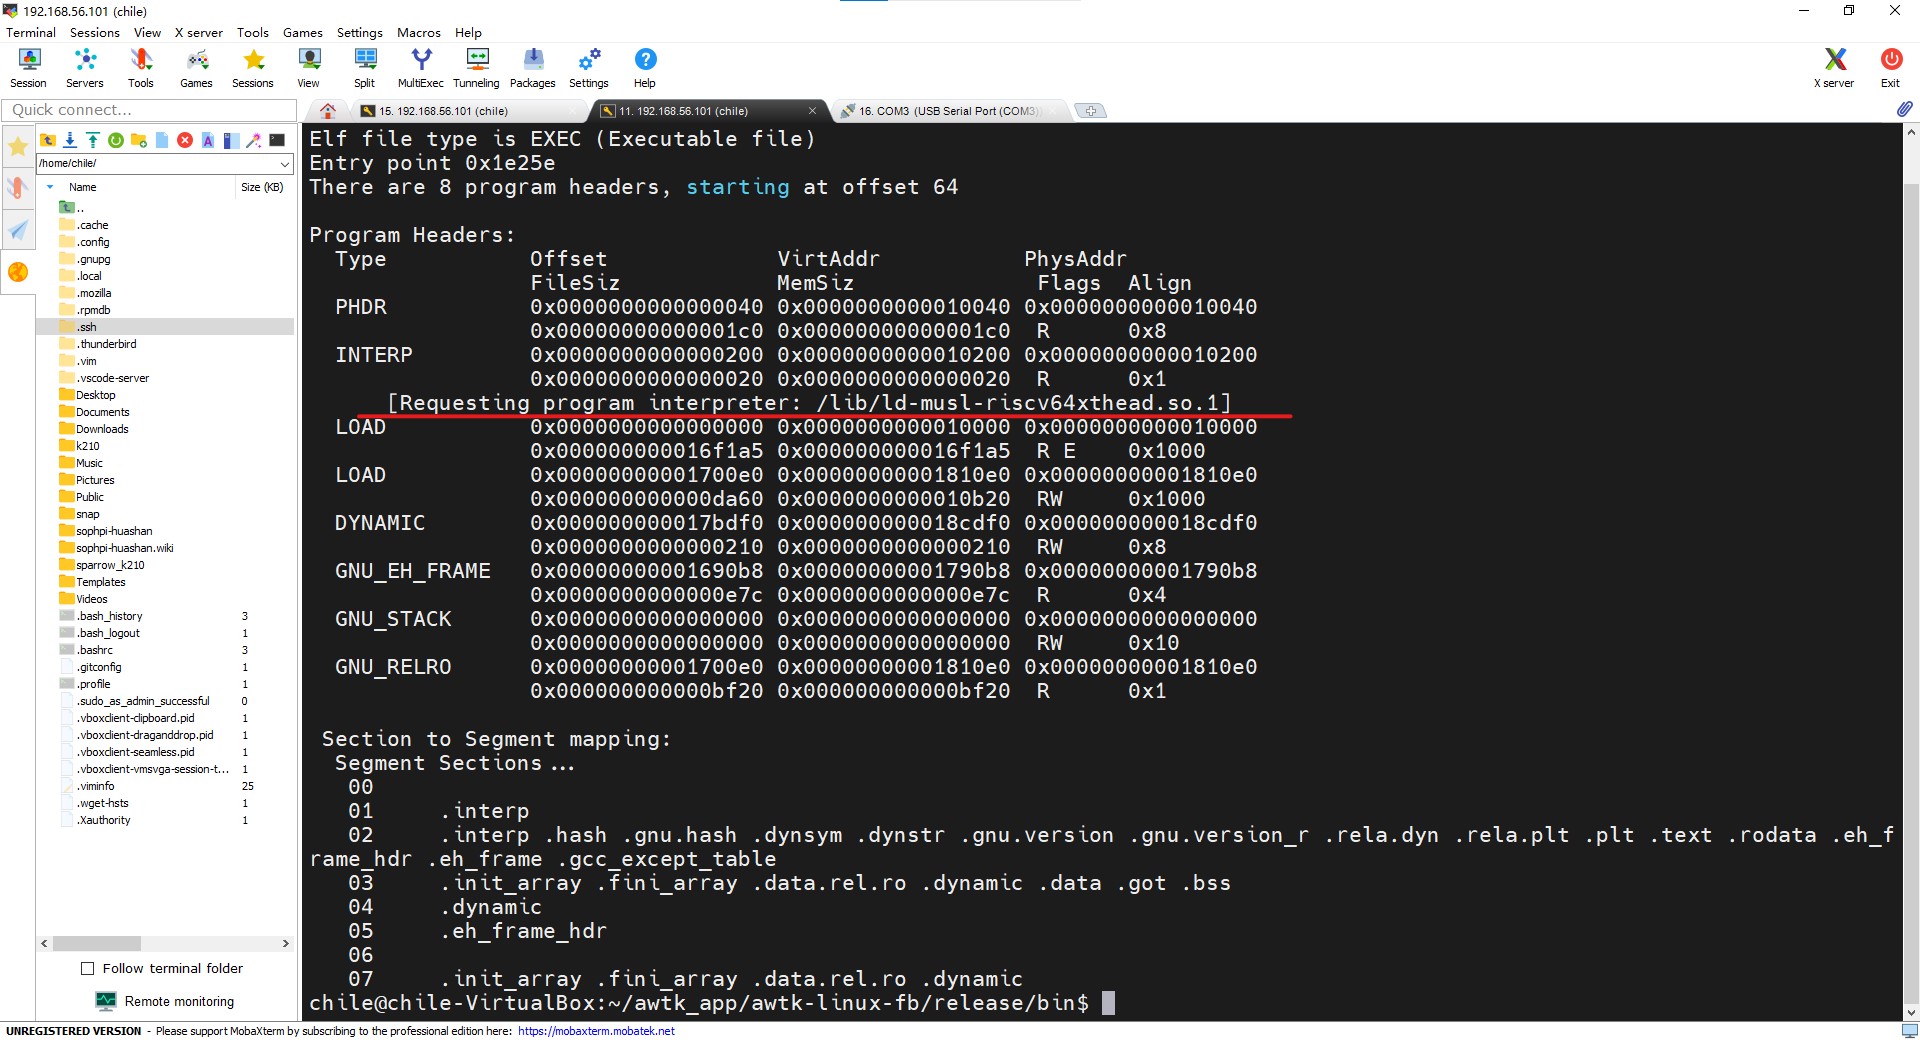 192.168.56.101 (chile)
Terminal Sessions View X server Tools Games Settings Macros Help
Session Servers Tools Games Sessions View Split MultiExec Tunneling Packages Settings Help X server Exit
Quick connect...
15. 192.168.56.101 (chile)
11. 192.168.56.101 (chile)
16. COM3 (USB Serial Port (COM3))
/home/chile/
Name Size (KB)
..
.cache
.config
.gnupg
.local
.mozilla
.rpmdb
.ssh
.thunderbird
.vim
.vscode-server
Desktop
Documents
Downloads
k210
Music
Pictures
Public
snap
sophpi-huashan
sophpi-huashan.wiki
sparrow_k210
Templates
Videos
.bash_history 3
.bash_logout 1
.bashrc 3
.gitconfig 1
.profile 1
.sudo_as_admin_successful 0
.vboxclient-clipboard.pid 1
.vboxclient-draganddrop.pid 1
.vboxclient-seamless.pid 1
.vboxclient-vmsvga-session-t... 1
.viminfo 25
.wget-hsts 1
.Xauthority 1
Follow terminal folder
Remote monitoring
Elf file type is EXEC (Executable file)
Entry point 0x1e25e
There are 8 program headers, starting at offset 64
Program Headers:
Type Offset VirtAddr PhysAddr
FileSiz MemSiz Flags Align
PHDR 0x0000000000000040 0x0000000000010040 0x0000000000010040
0x00000000000001c0 0x00000000000001c0 R 0x8
INTERP 0x0000000000000200 0x0000000000010200 0x0000000000010200
0x0000000000000020 0x0000000000000020 R 0x1
[Requesting program interpreter: /lib/ld-musl-riscv64xthead.so.1]
LOAD 0x0000000000000000 0x0000000000010000 0x0000000000010000
0x000000000016f1a5 0x000000000016f1a5 R E 0x1000
LOAD 0x00000000001700e0 0x00000000001810e0 0x00000000001810e0
0x000000000000da60 0x0000000000010b20 RW 0x1000
DYNAMIC 0x000000000017bdf0 0x000000000018cdf0 0x000000000018cdf0
0x0000000000000210 0x0000000000000210 RW 0x8
GNU_EH_FRAME 0x00000000001690b8 0x00000000001790b8 0x00000000001790b8
0x0000000000000e7c 0x0000000000000e7c R 0x4
GNU_STACK 0x0000000000000000 0x0000000000000000 0x0000000000000000
0x0000000000000000 0x0000000000000000 RW 0x10
GNU_RELRO 0x00000000001700e0 0x00000000001810e0 0x00000000001810e0
0x000000000000bf20 0x000000000000bf20 R 0x1
Section to Segment mapping:
Segment Sections...
00
01 .interp
02 .interp .hash .gnu.hash .dynsym .dynstr .gnu.version .gnu.version_r .rela.dyn .rela.plt .plt .text .rodata .eh_f
rame_hdr .eh_frame .gcc_except_table
03 .init_array .fini_array .data.rel.ro .dynamic .data .got .bss
04 .dynamic
05 .eh_frame_hdr
06
07 .init_array .fini_array .data.rel.ro .dynamic
chile@chile-VirtualBox:~/awtk_app/awtk-linux-fb/release/bin$
UNREGISTERED VERSION - Please support MobaXterm by subscribing to the professional edition here: https://mobaxterm.mobatek.net